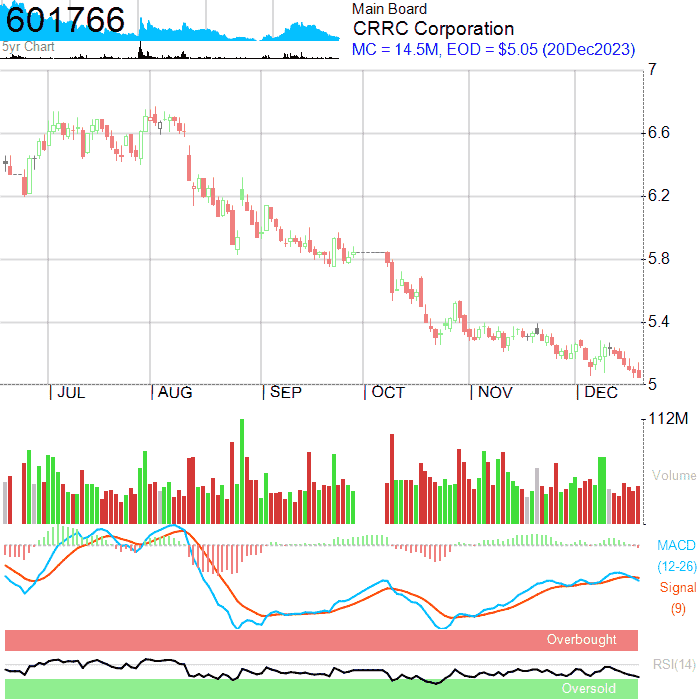 601766
5yr Chart
Main Board
CRRC Corporation
MC = 14.5M, EOD = $5.05 (20Dec2023)
7
6.6
6.2
5.8
5.4
5
JUL AUG SEP OCT NOV DEC
112M
Volume
MACD
(12-26)
Signal
(9)
Overbought
RSI(14)
Oversold